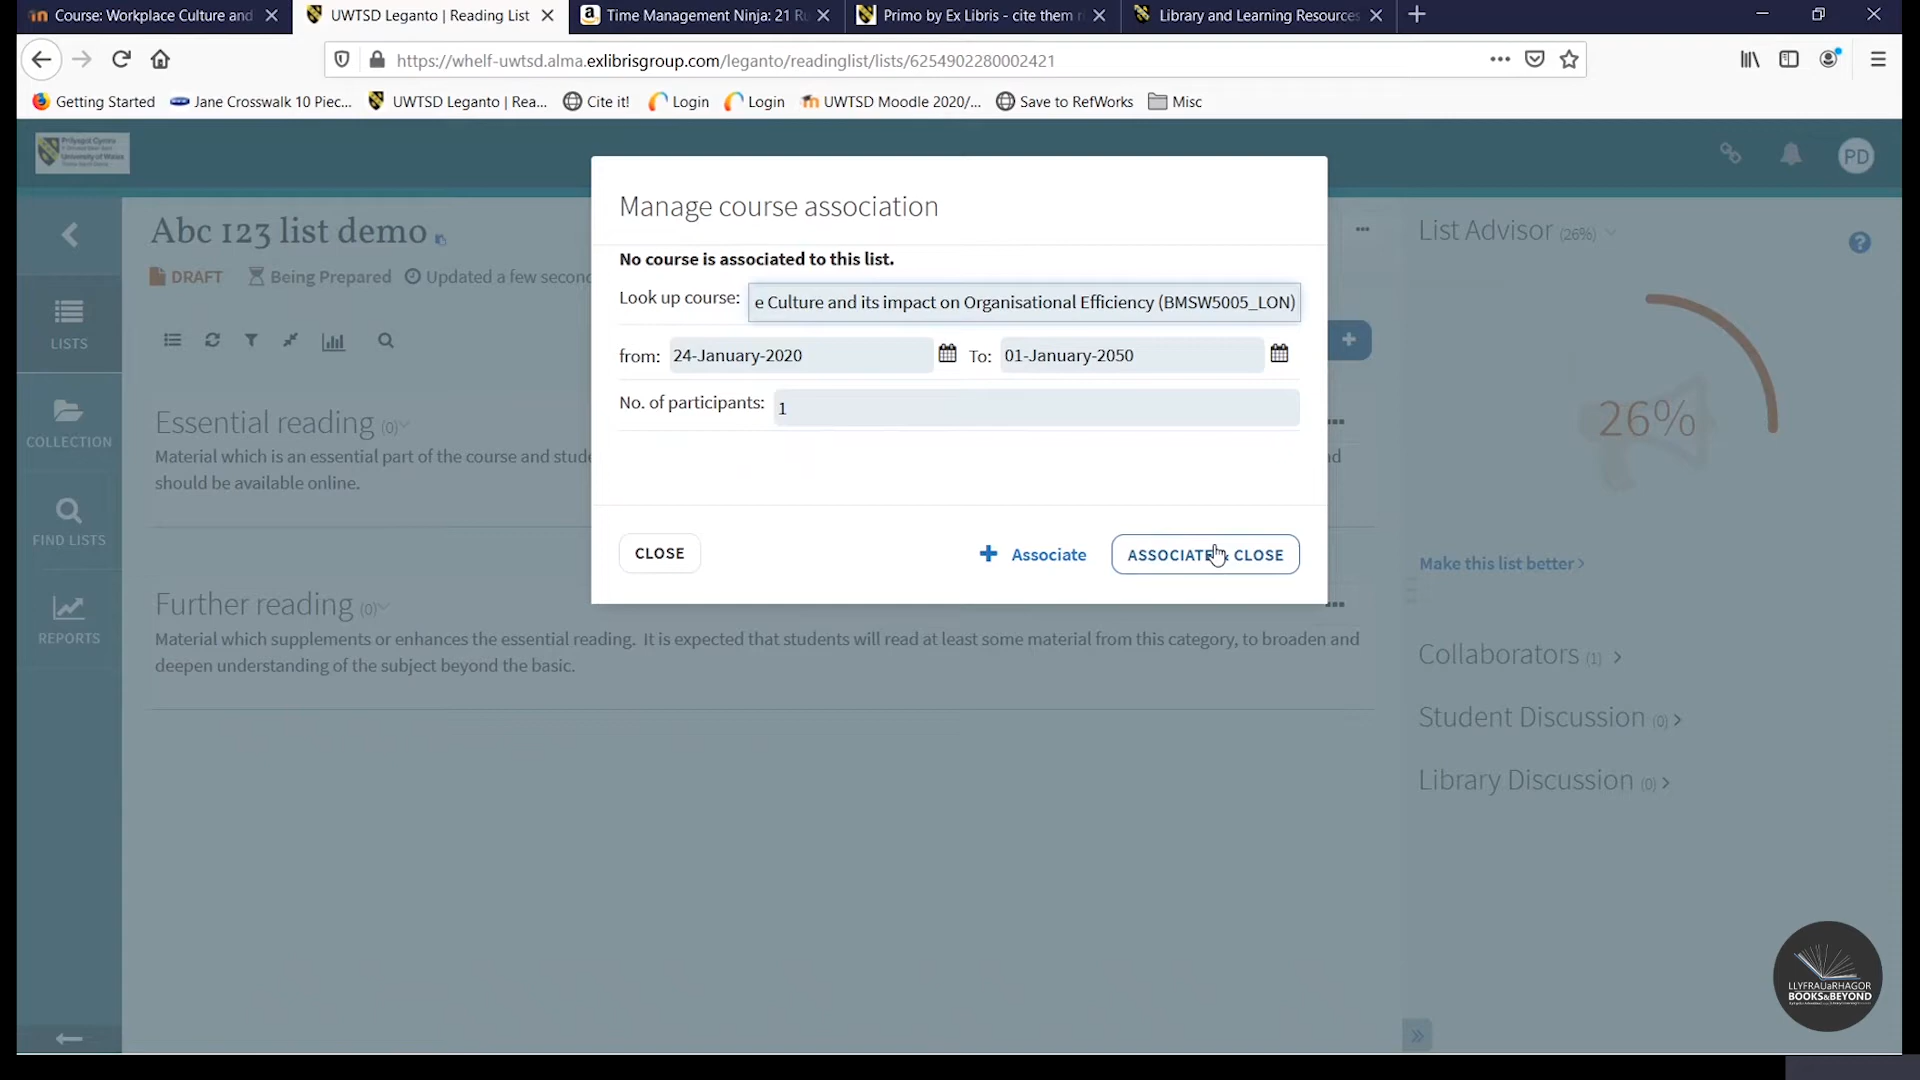 Course: Workplace Culture and
UWTSD Leganto | Reading List
Time Management Ninja: 21 Ru
Primo by Ex Libris - cite them r
Library and Learning Resources
https://whelf-uwtsd.alma.exlibrisgroup.com/leganto/readinglist/lists/6254902280002421
Getting Started
Jane Crosswalk 10 Piec...
UWTSD Leganto | Rea...
Cite it!
Login
Login
UWTSD Moodle 2020/...
Save to RefWorks
Misc
Prifysgol Cymru
University of Wales
PD
Manage course association
No course is associated to this list.
Look up course: e Culture and its impact on Organisational Efficiency (BMSW5005_LON)
from: 24-January-2020 To: 01-January-2050
No. of participants: 1
CLOSE
+ Associate
ASSOCIATE & CLOSE
Abc 123 list demo
DRAFT
Being Prepared
Updated a few second
LISTS
COLLECTION
FIND LISTS
REPORTS
Essential reading (0)
Material which is an essential part of the course and stude
nd
should be available online.
Further reading (0)
Material which supplements or enhances the essential reading. It is expected that students will read at least some material from this category, to broaden and
deepen understanding of the subject beyond the basic.
List Advisor (26%)
26%
Make this list better >
Collaborators (1) >
Student Discussion (0) >
Library Discussion (0) >
LLYFRAUaRHAGOR
BOOKS&BEYOND